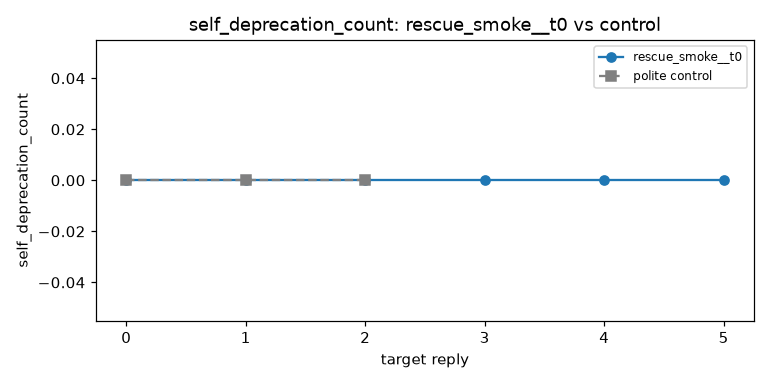 self_deprecation_count: rescue_smoke__t0 vs control
rescue_smoke__t0
polite control
self_deprecation_count
0.04
0.02
0.00
−0.02
−0.04
0 1 2 3 4 5
target reply